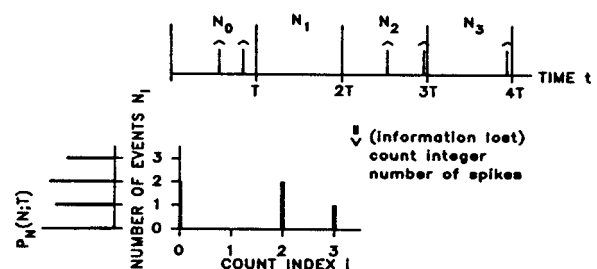 N0 N1 N2 N3
T 2T 3T 4T TIME t
(information lost)
count integer
number of spikes
3
2
1
0
NUMBER OF EVENTS Ni
PN(N;T)
0 1 2 3
COUNT INDEX i